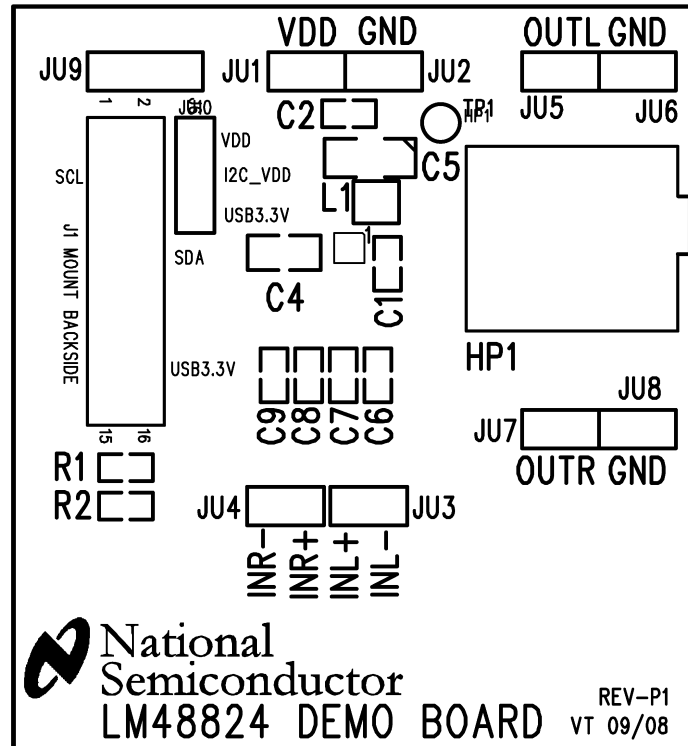 VDD GND
OUTL GND
JU9
JU1
JU2
JU5
JU6
1 2
JU10
C2
TP1
C5
VDD
SCL
I2C_VDD
L1
USB3.3V
1
J1 MOUNT BACKSIDE
SDA
C4
C1
HP1
USB3.3V
C9 C8 C7 C6
JU8
JU7
15 16
R1
OUTR GND
R2
JU4
JU3
INR- INR+ INL+ INL-
National
Semiconductor
LM48824 DEMO BOARD
REV-P1
VT 09/08